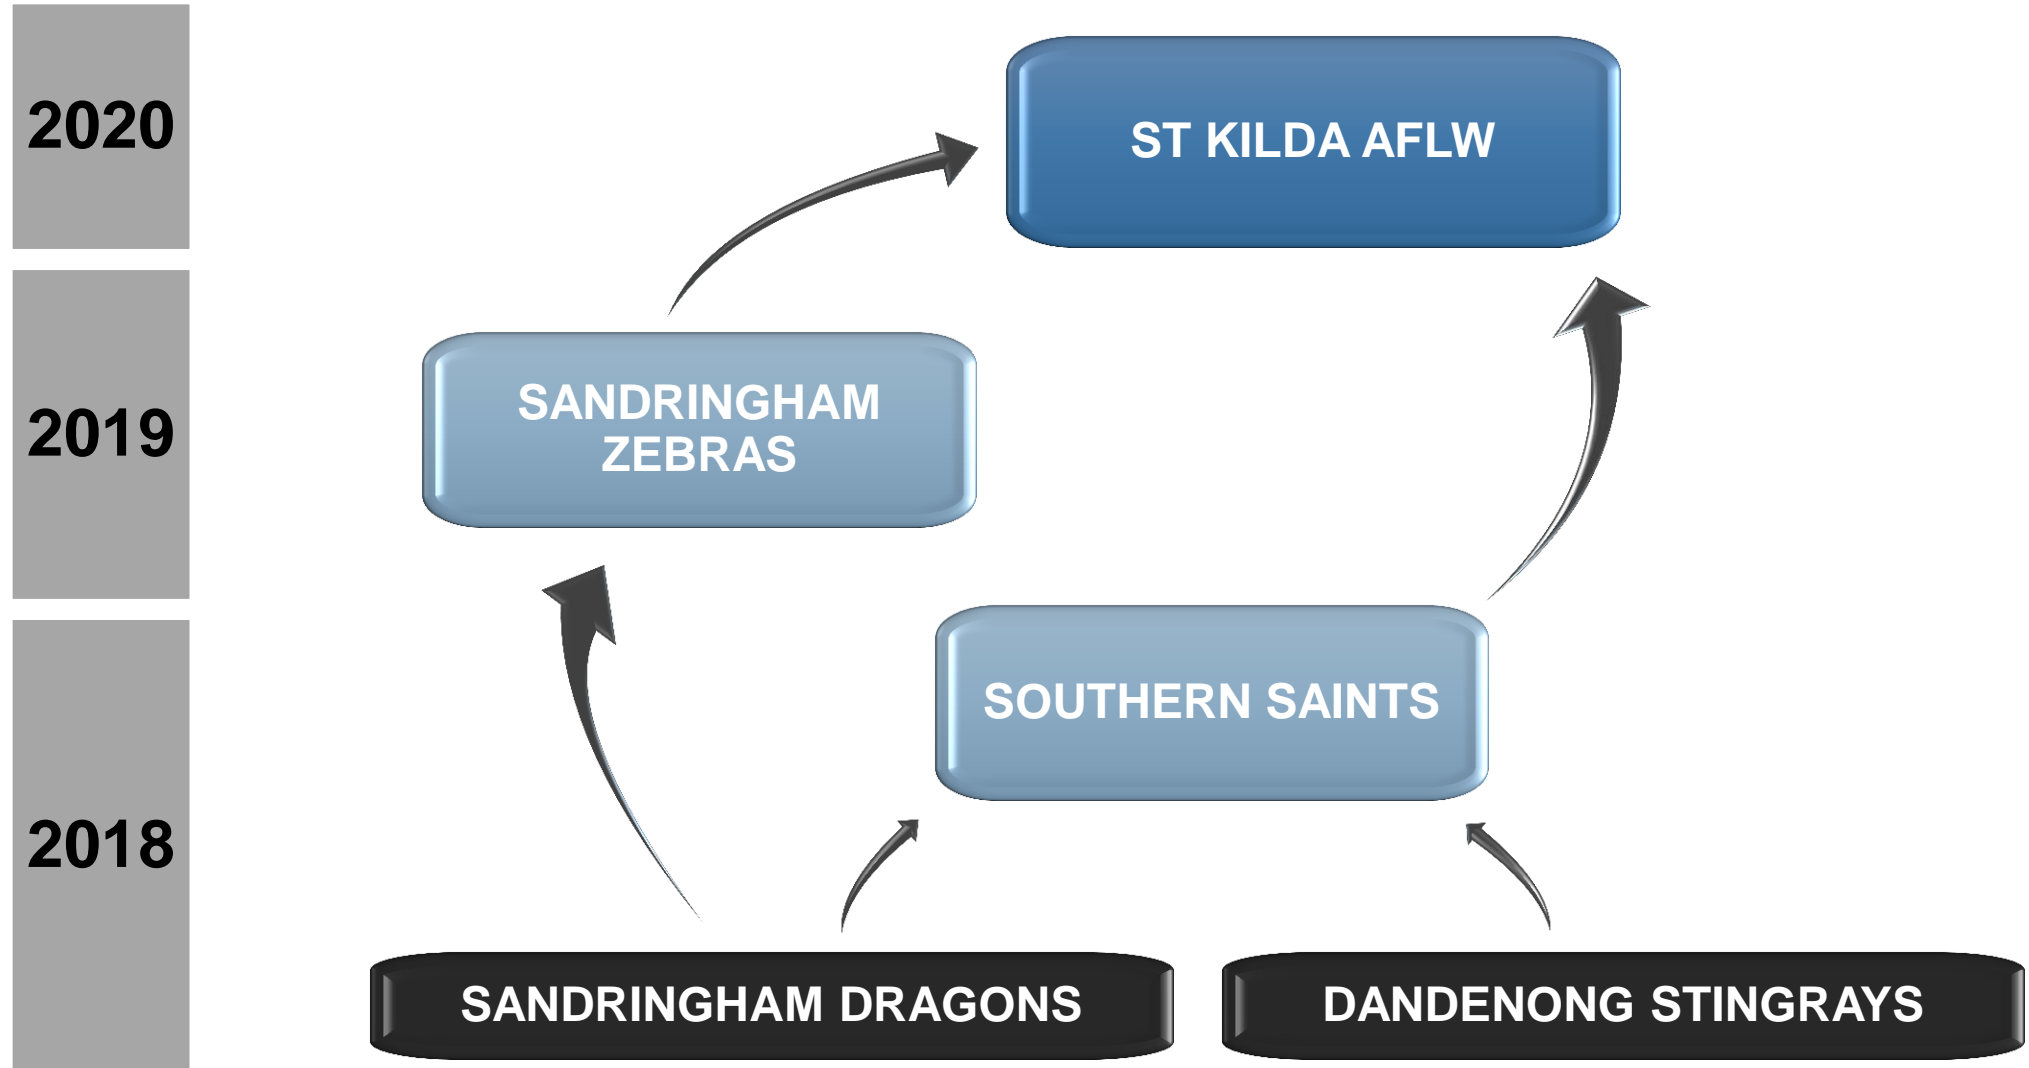 2020
ST KILDA AFLW
2019
SANDRINGHAM
ZEBRAS
2018
SOUTHERN SAINTS
SANDRINGHAM DRAGONS
DANDENONG STINGRAYS